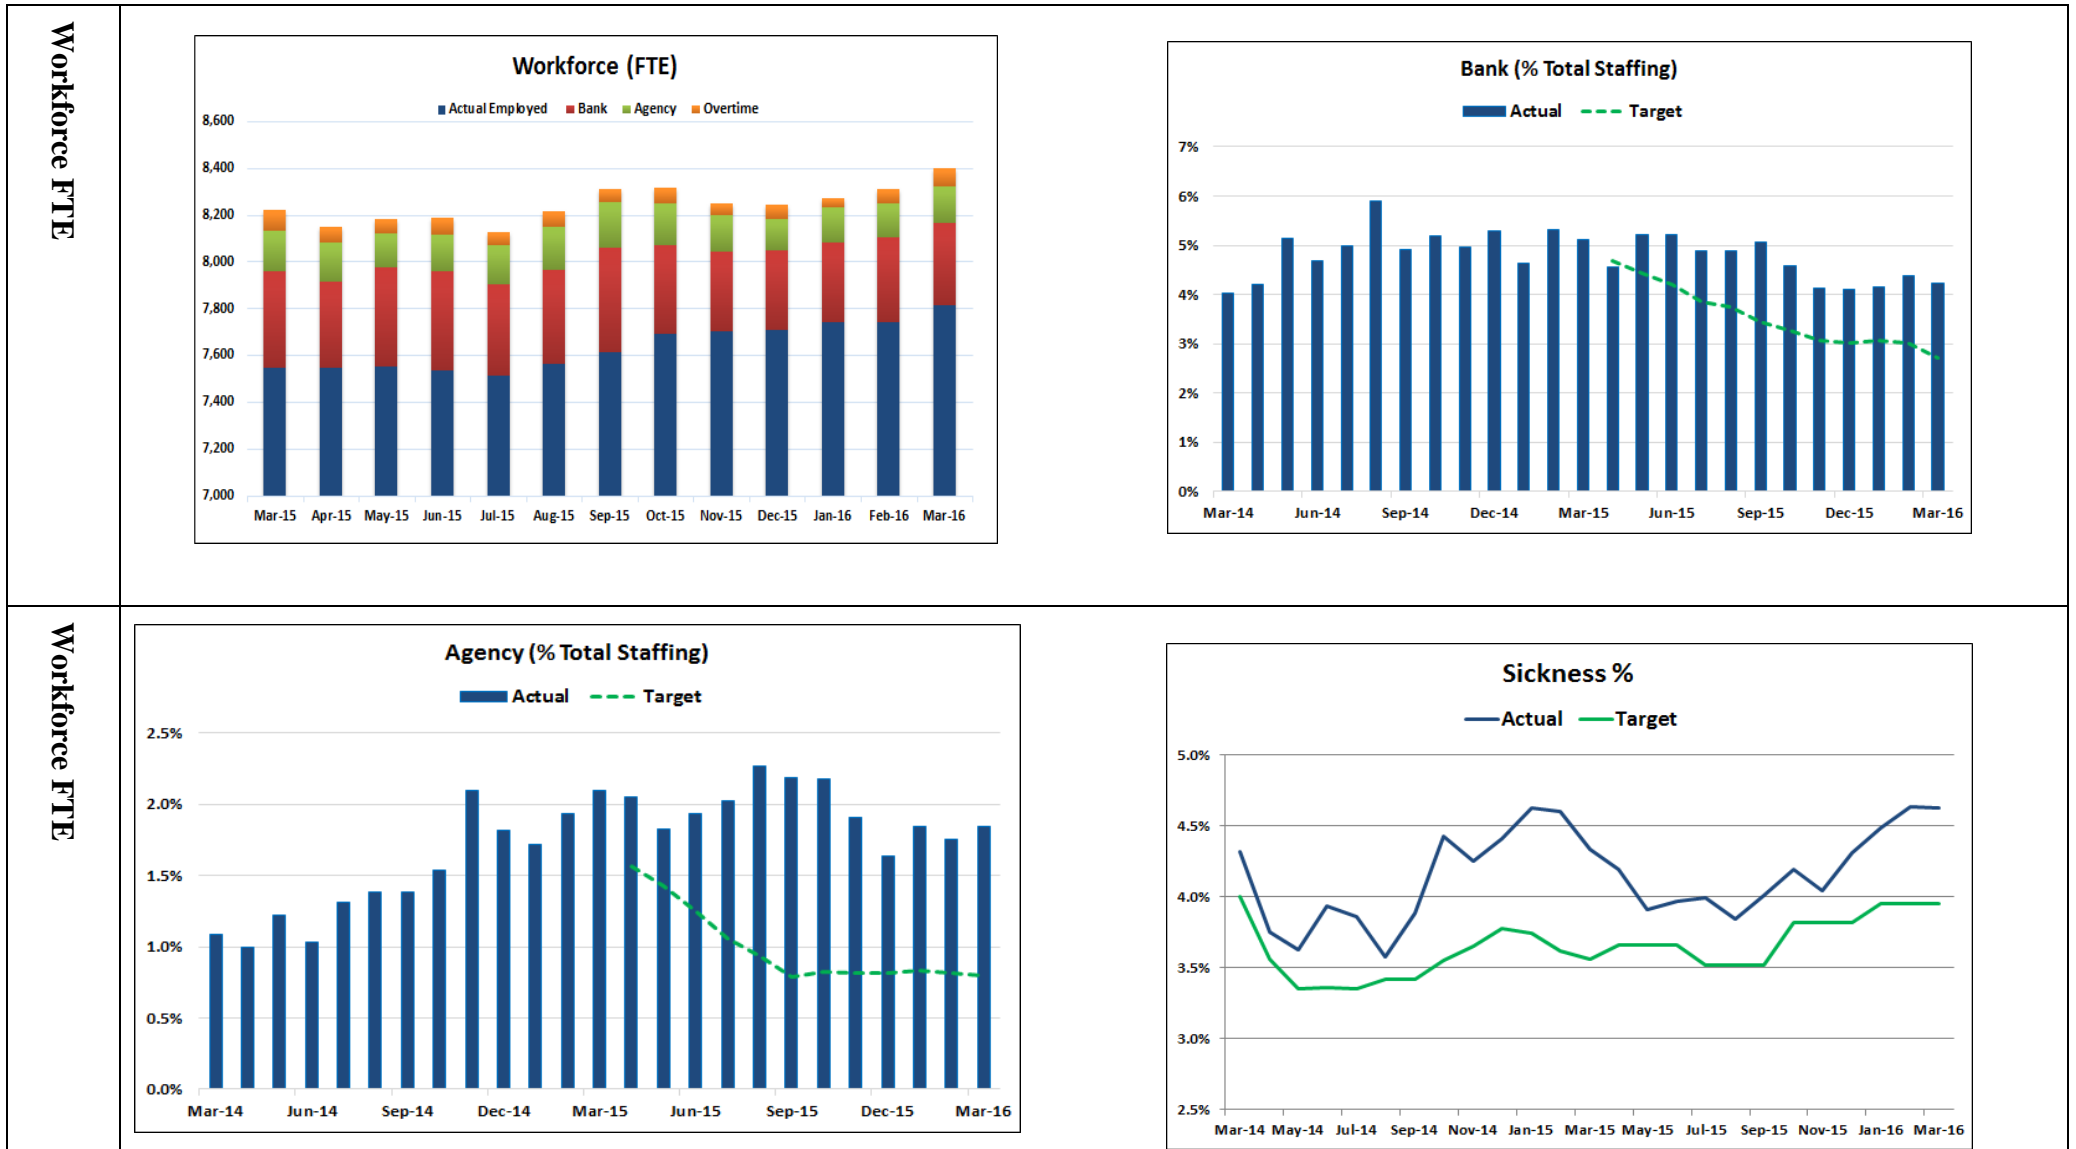 Workforce FTE
Workforce (FTE)
Actual Employed Bank Agency Overtime
8,600
8,400
8,200
8,000
7,800
7,600
7,400
7,200
7,000
Mar-15 Apr-15 May-15 Jun-15 Jul-15 Aug-15 Sep-15 Oct-15 Nov-15 Dec-15 Jan-16 Feb-16 Mar-16
Bank (% Total Staffing)
Actual Target
7%
6%
5%
4%
3%
2%
1%
0%
Mar-14 Jun-14 Sep-14 Dec-14 Mar-15 Jun-15 Sep-15 Dec-15 Mar-16
Workforce FTE
Agency (% Total Staffing)
Actual Target
2.5%
2.0%
1.5%
1.0%
0.5%
0.0%
Mar-14 Jun-14 Sep-14 Dec-14 Mar-15 Jun-15 Sep-15 Dec-15 Mar-16
Sickness %
Actual Target
5.0%
4.5%
4.0%
3.5%
3.0%
2.5%
Mar-14 May-14 Jul-14 Sep-14 Nov-14 Jan-15 Mar-15 May-15 Jul-15 Sep-15 Nov-15 Jan-16 Mar-16